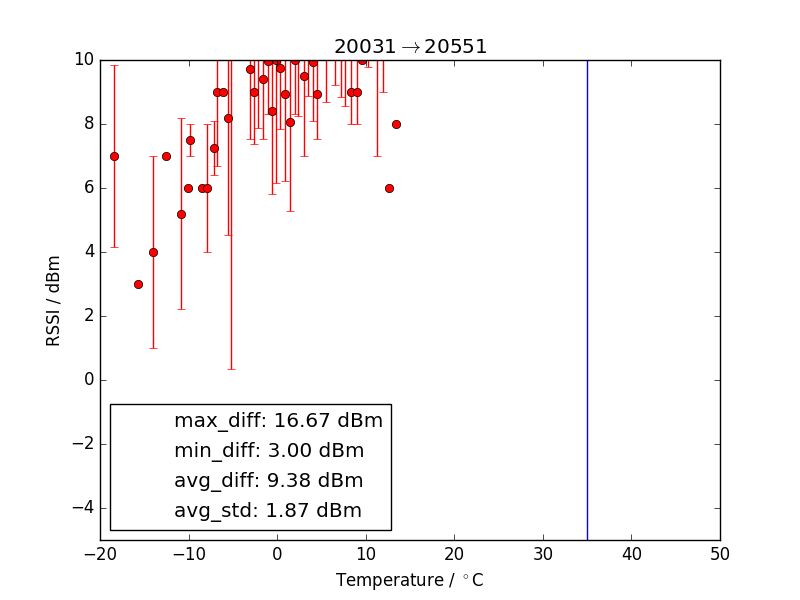 20031→20551
10
8
6
4
2
0
−2
−4
RSSI / dBm
max_diff: 16.67 dBm
min_diff: 3.00 dBm
avg_diff: 9.38 dBm
avg_std: 1.87 dBm
−20 −10 0 10 20 30 40 50
Temperature / °C